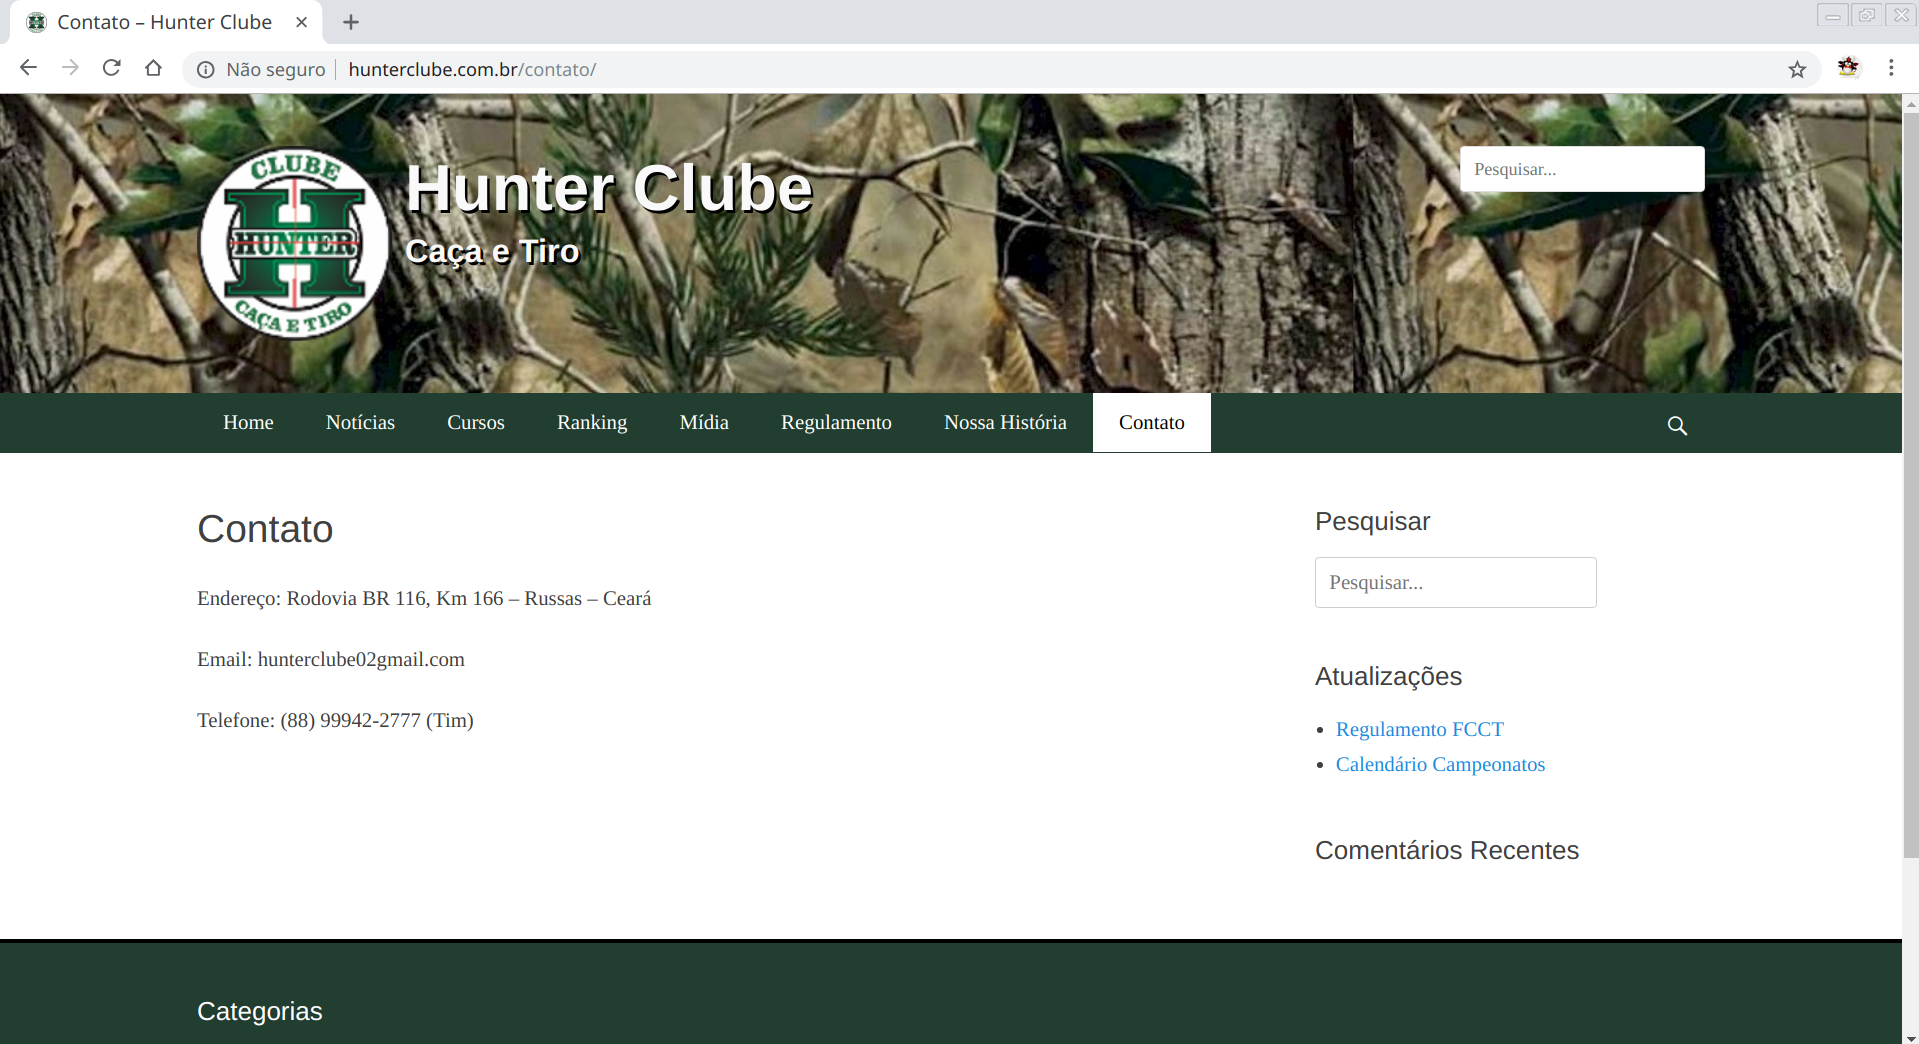 Contato – Hunter Clube
Não seguro
hunterclube.com.br/contato/
CLUBE
HUNTER
CAÇA E TIRO
Hunter Clube
Caça e Tiro
Pesquisar...
Home Notícias Cursos Ranking Mídia Regulamento Nossa História Contato
Contato
Endereço: Rodovia BR 116, Km 166 – Russas – Ceará
Email: hunterclube02gmail.com
Telefone: (88) 99942-2777 (Tim)
Pesquisar
Pesquisar...
Atualizações
Regulamento FCCT
Calendário Campeonatos
Comentários Recentes
Categorias